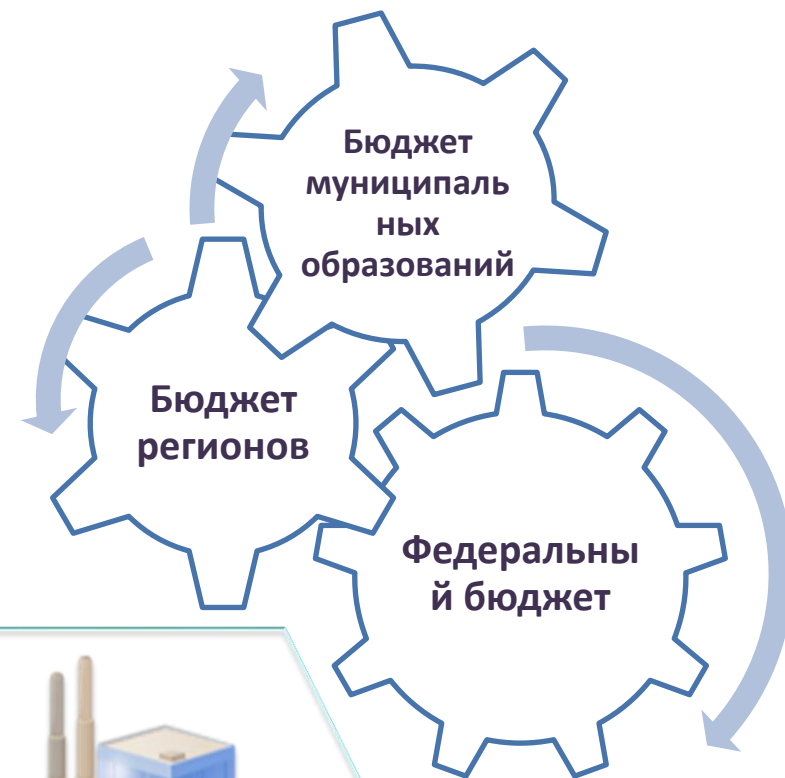 Бюджет
муниципаль
ных
образований
Бюджет
регионов
Федеральны
й бюджет